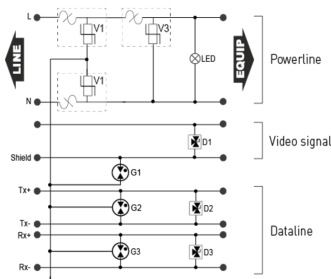 L
V1
V3
LINE
LED
EQUIP
Powerline
V1
N
Video signal
D1
Shield
G1
Tx+
G2
D2
Dataline
Tx-
Rx+
G3
D3
Rx-